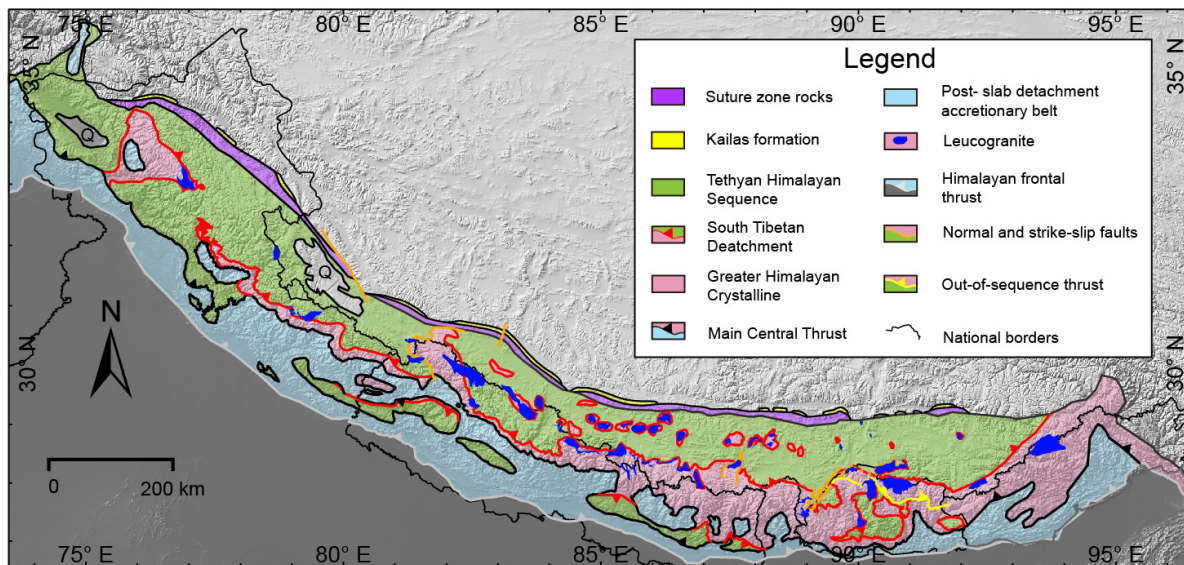 75° E
80° E
85° E
90° E
95° E
35° N
35° N
Legend
Suture zone rocks
Kailas formation
Tethyan Himalayan
Sequence
South Tibetan
Deatchment
Greater Himalayan
Crystalline
Main Central Thrust
Post- slab detachment
accretionary belt
Leucogranite
Himalayan frontal
thrust
Normal and strike-slip faults
Out-of-sequence thrust
National borders
Q
Q
N
30° N
30° N
0
200 km
75° E
80° E
85° E
90° E
95° E